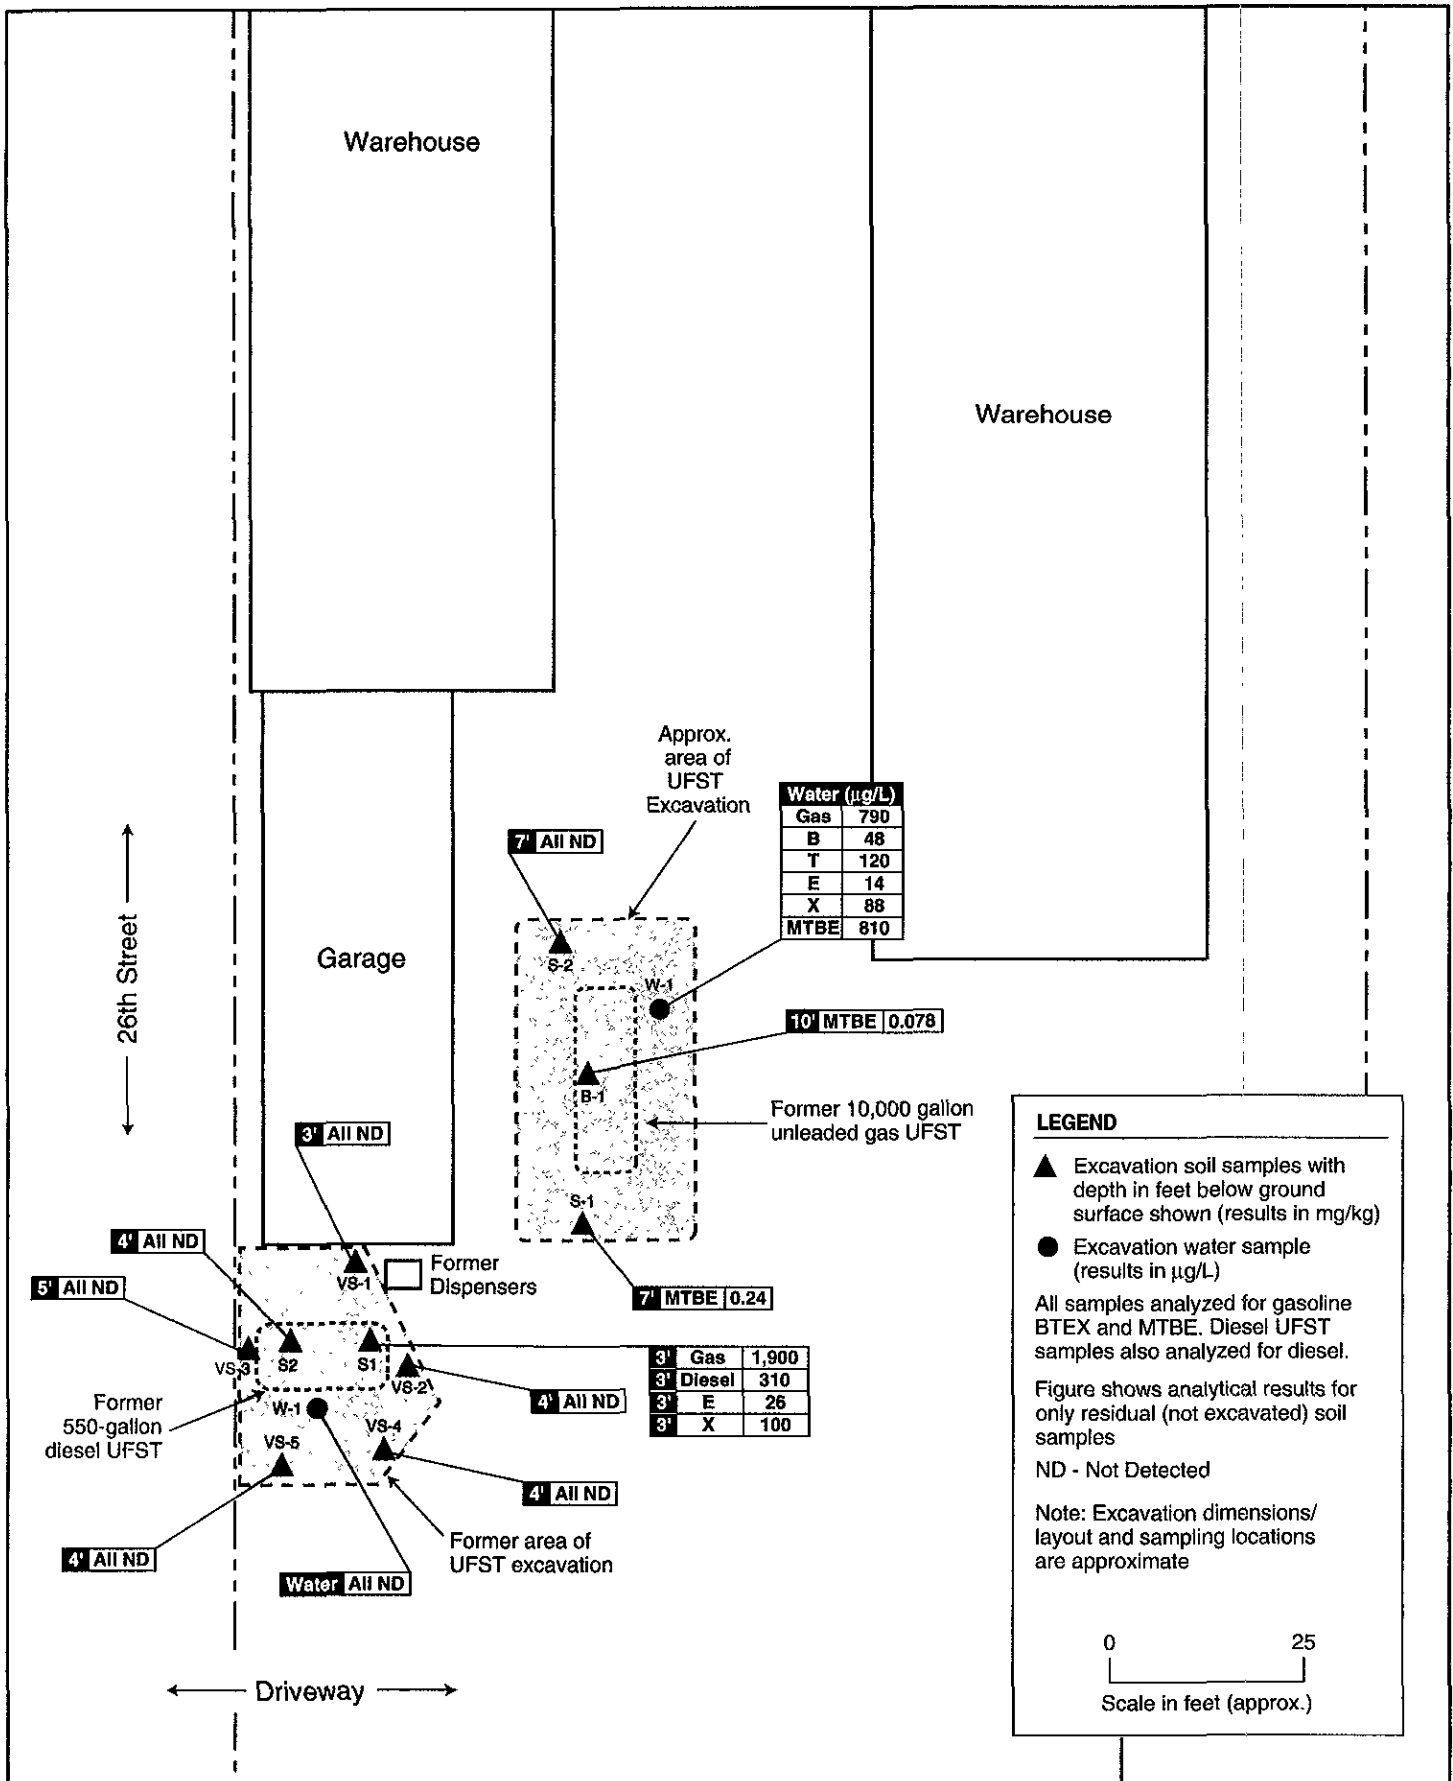 Warehouse
Warehouse
Approx.
area of
UFST
Excavation
Water (µg/L)
Gas 790
B 48
T 120
E 14
X 88
MTBE 810
7' All ND
26th Street
Garage
S-2
W-1
10' MTBE 0.078
B-1
Former 10,000 gallon
unleaded gas UFST
3' All ND
S-1
4' All ND
VS-1
Former
Dispensers
5' All ND
7' MTBE 0.24
VS-3
S2
S1
VS-2
3' Gas 1,900
3' Diesel 310
3' E 26
3' X 100
4' All ND
Former
550-gallon
diesel UFST
W-1
VS-4
VS-5
4' All ND
Former area of
UFST excavation
4' All ND
Water All ND
Driveway
LEGEND
Excavation soil samples with
depth in feet below ground
surface shown (results in mg/kg)
Excavation water sample
(results in µg/L)
All samples analyzed for gasoline
BTEX and MTBE. Diesel UFST
samples also analyzed for diesel.
Figure shows analytical results for
only residual (not excavated) soil
samples
ND - Not Detected
Note: Excavation dimensions/
layout and sampling locations
are approximate
0 25
Scale in feet (approx.)